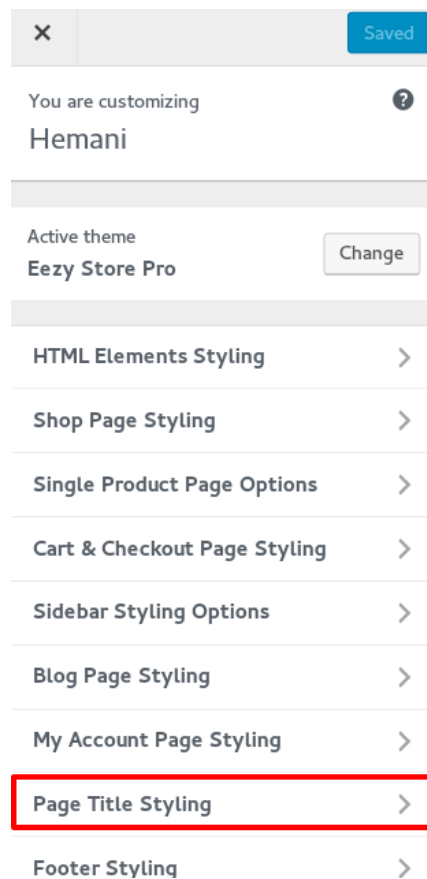 Saved
You are customizing
Hemani
Active theme
Eezy Store Pro
Change
HTML Elements Styling
Shop Page Styling
Single Product Page Options
Cart & Checkout Page Styling
Sidebar Styling Options
Blog Page Styling
My Account Page Styling
Page Title Styling
Footer Styling